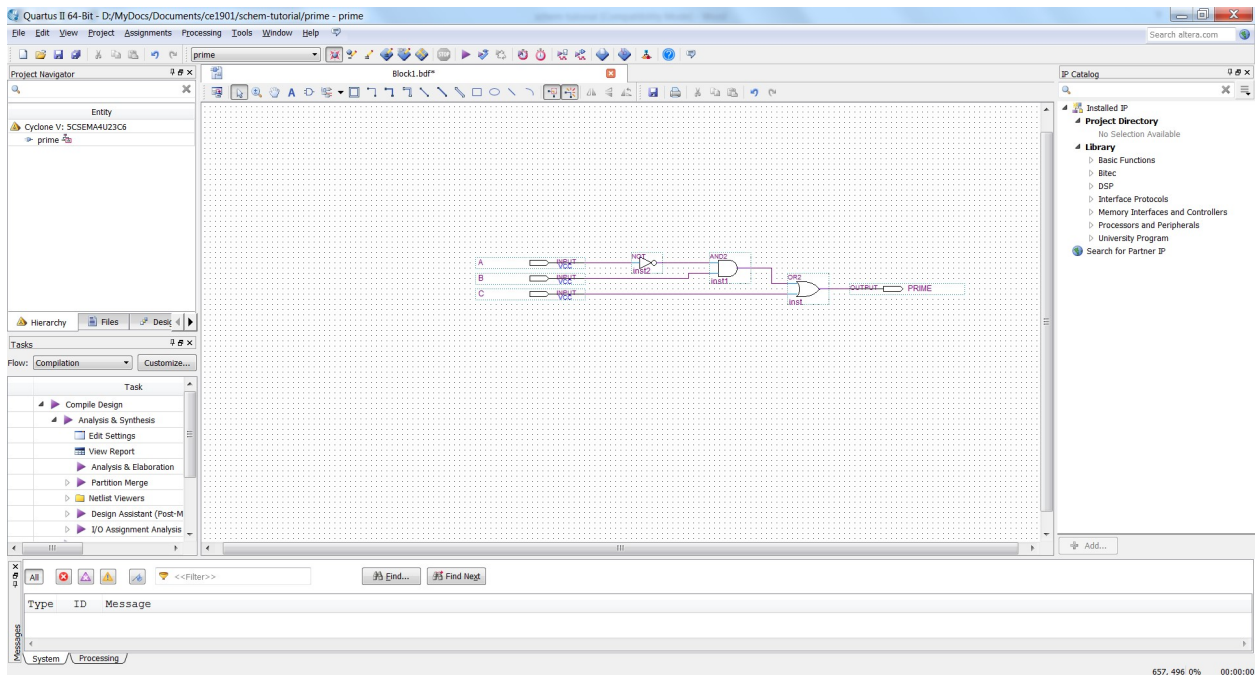 Quartus II 64-Bit - D:/MyDocs/Documents/ce1901/schem-tutorial/prime - prime
File Edit View Project Assignments Processing Tools Window Help
Search altera.com
prime
Project Navigator
Block1.bdf*
IP Catalog
Entity
Cyclone V: 5CSEMA4U23C6
prime
Installed IP
Project Directory
No Selection Available
Library
Basic Functions
Bitec
DSP
Interface Protocols
Memory Interfaces and Controllers
Processors and Peripherals
University Program
Search for Partner IP
A INPUT VCC NOT inst2 AND2
B INPUT VCC inst1
C INPUT VCC OR2 inst
OUTPUT PRIME
Hierarchy Files Desig
Tasks
Flow: Compilation Customize...
Task
Compile Design
Analysis & Synthesis
Edit Settings
View Report
Analysis & Elaboration
Partition Merge
Netlist Viewers
Design Assistant (Post-M
I/O Assignment Analysis
Add...
All <<Filter>> Find... Find Next
Type ID Message
Messages
System Processing
657, 496 0% 00:00:00